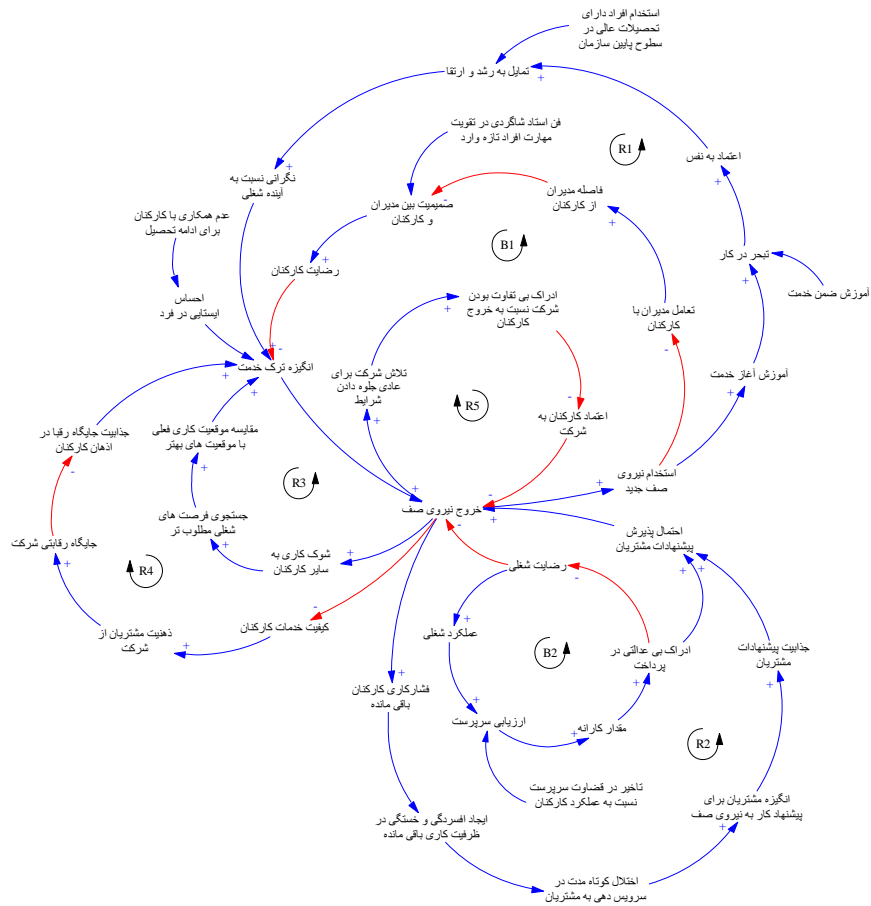 استخدام افراد دارای
تحصیلات عالی در
سطوح پایین سازمان
تمایل به رشد و ارتقا
+
+
فن استاد شاگردی در تقویت
مهارت افراد تازه وارد
R1
اعتماد به نفس
+
نگرانی نسبت به
آینده شغلی
+
فاصله مدیران
از کارکنان
+
صمیمیت بین مدیران
و کارکنان
-
عدم همکاری با کارکنان
برای ادامه تحصیل
B1
تبحر در کار
+
رضایت کارکنان
+
آموزش ضمن خدمت
احساس
ایستایی در فرد
ادراک بی تفاوت بودن
شرکت نسبت به خروج
کارکنان
+
تعامل مدیران با
کارکنان
-
انگیزه ترک خدمت
+
-
+
+
تلاش شرکت برای
عادی جلوه دادن
شرایط
+
آموزش آغاز خدمت
+
R5
جذابیت جایگاه رقبا در
اذهان کارکنان
-
مقایسه موقعیت کاری فعلی
با موقعیت های بهتر
+
اعتماد کارکنان به
شرکت
-
استخدام نیروی
صف جدید
+
R3
خروج نیروی صف
+
-
+
-
جستجوی فرصت های
شغلی مطلوب تر
+
احتمال پذیرش
پیشنهادات مشتریان
+
+
جایگاه رقابتی شرکت
+
شوک کاری به
سایر کارکنان
+
رضایت شغلی
-
R4
کیفیت خدمات کارکنان
-
ذهنیت مشتریان از
شرکت
+
عملکرد شغلی
+
B2
ادراک بی عدالتی در
پرداخت
+
جذابیت پیشنهادات
مشتریان
+
فشارکاری کارکنان
باقی مانده
+
ارزیابی سرپرست
+
+
مقدار کارانه
+
R2
تاخیر در قضاوت سرپرست
نسبت به عملکرد کارکنان
انگیزه مشتریان برای
پیشنهاد کار به نیروی صف
+
ایجاد افسردگی و خستگی در
ظرفیت کاری باقی مانده
+
اختلال کوتاه مدت در
سرویس دهی به مشتریان
+